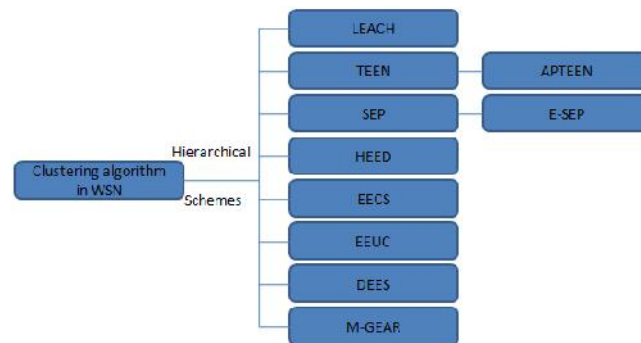 LEACH
TEEN
APTEEN
SEP
E-SEP
Hierarchical
HEED
Clustering algorithm
in WSN
Schemes
EECS
EEUC
DEES
M-GEAR